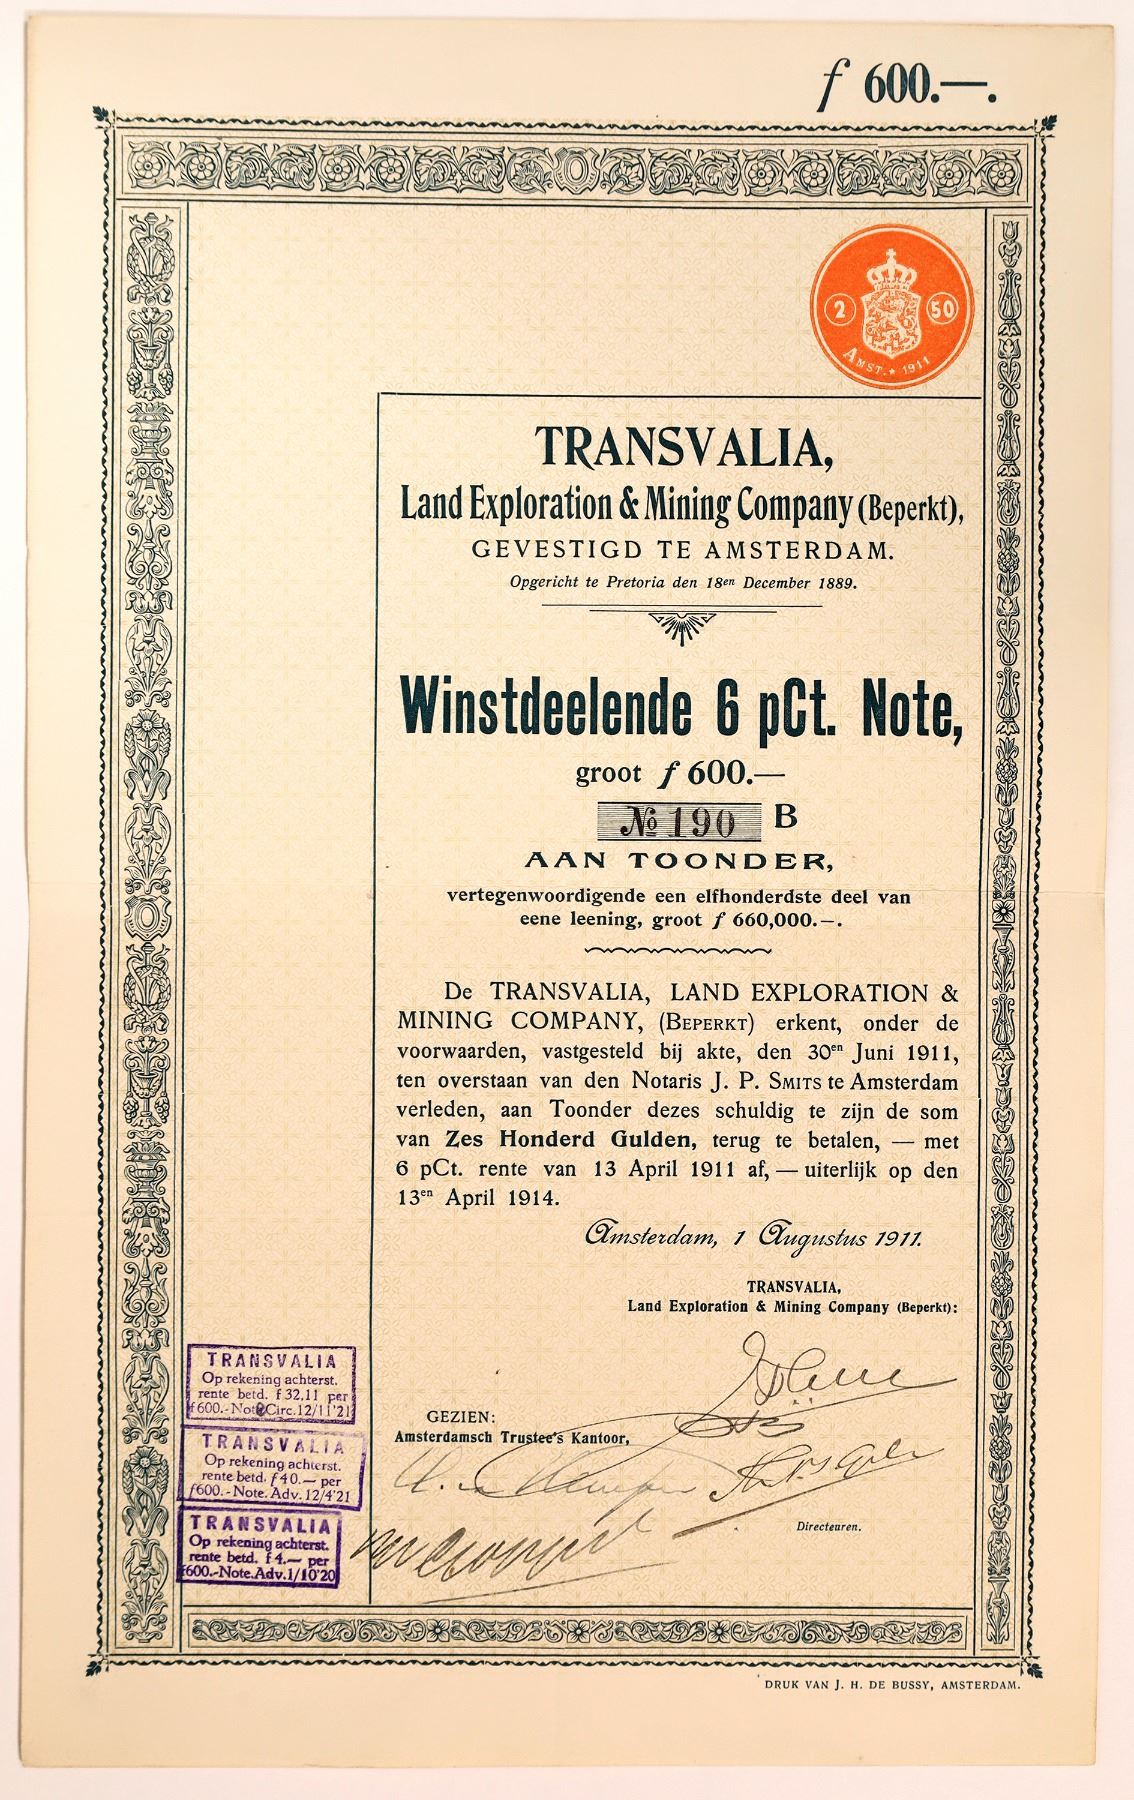 f 600.—.
2 50
AMST. * 1911
TRANSVALIA,
Land Exploration & Mining Company (Beperkt),
GEVESTIGD TE AMSTERDAM.
Opgericht te Pretoria den 18en December 1889.
Winstdeelende 6 pCt. Note,
groot f 600.—
No 190 B
AAN TOONDER,
vertegenwoordigende een elfhonderdste deel van
eene leening, groot f 660,000.—.
De TRANSVALIA, LAND EXPLORATION &
MINING COMPANY, (BEPERKT) erkent, onder de
voorwaarden, vastgesteld bij akte, den 30en Juni 1911,
ten overstaan van den Notaris J. P. SMITS te Amsterdam
verleden, aan Toonder dezes schuldig te zijn de som
van Zes Honderd Gulden, terug te betalen, — met
6 pCt. rente van 13 April 1911 af, — uiterlijk op den
13en April 1914.
Amsterdam, 1 Augustus 1911.
TRANSVALIA,
Land Exploration & Mining Company (Beperkt):
GEZIEN:
Amsterdamsch Trustee's Kantoor,
Directeuren.
TRANSVALIA
Op rekening achterst.
rente betd. f 32.11 per
f 600.-Note Circ. 12/11'21
TRANSVALIA
Op rekening achterst.
rente betd. f 40.— per
f 600.-Note. Adv. 12/4'21
TRANSVALIA
Op rekening achterst.
rente betd. f 4.— per
f 600.-Note. Adv. 1/10'20
DRUK VAN J. H. DE BUSSY, AMSTERDAM.